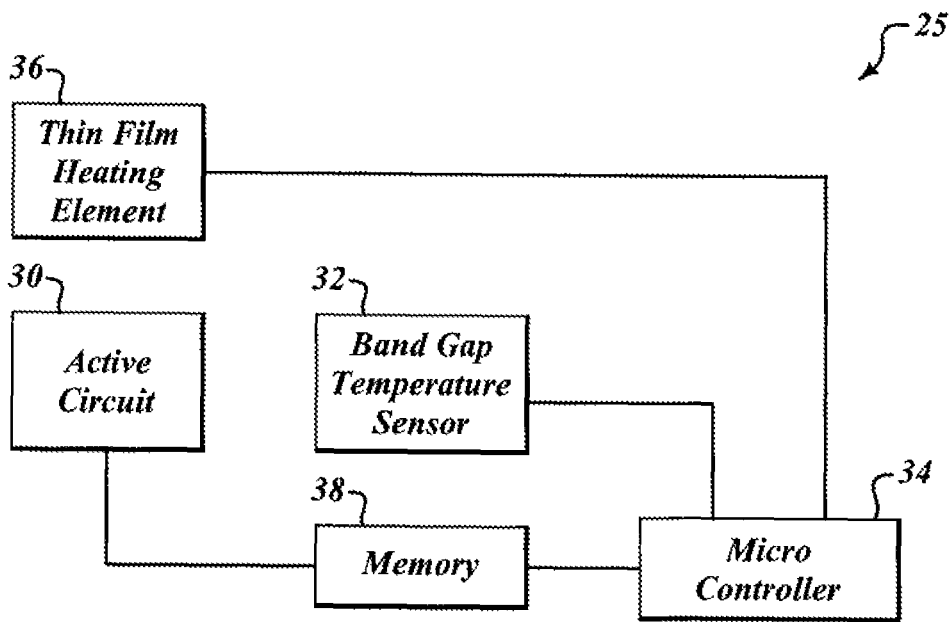 25
36
Thin Film
Heating
Element
30
Active
Circuit
32
Band Gap
Temperature
Sensor
38
Memory
34
Micro
Controller